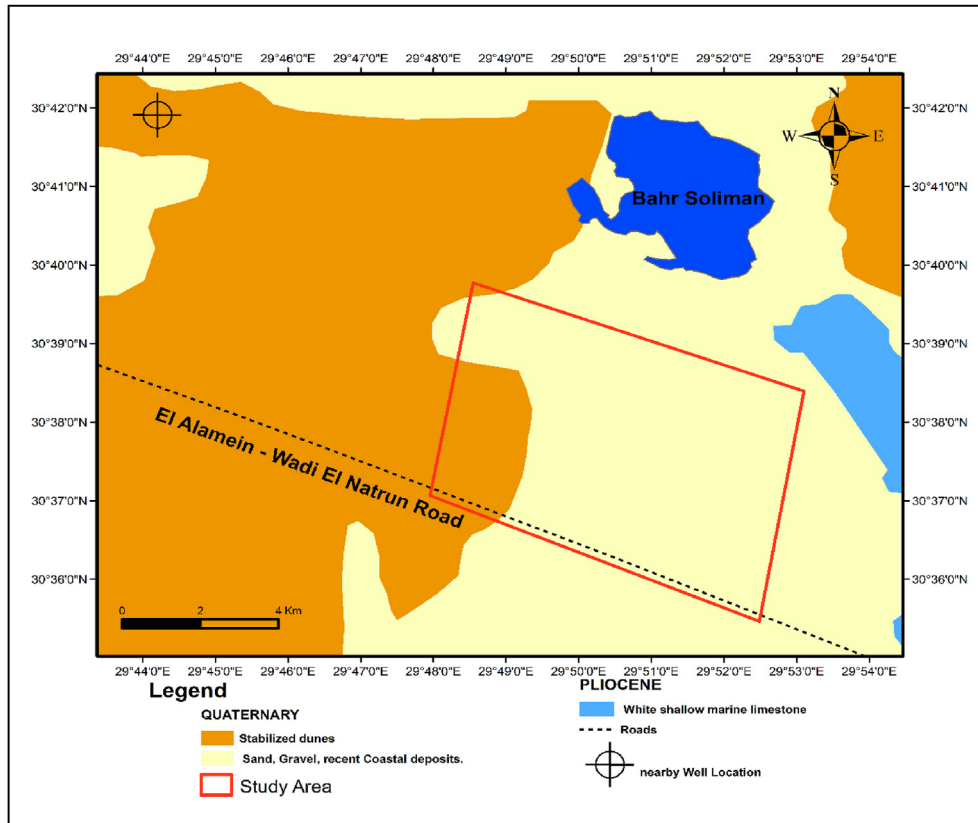 29°44'0"E 29°45'0"E 29°46'0"E 29°47'0"E 29°48'0"E 29°49'0"E 29°50'0"E 29°51'0"E 29°52'0"E 29°53'0"E 29°54'0"E
N
W E
S
30°42'0"N 30°42'0"N
30°41'0"N 30°41'0"N
Bahr Soliman
30°40'0"N 30°40'0"N
30°39'0"N 30°39'0"N
30°38'0"N 30°38'0"N
El Alamein - Wadi El Natrun Road
30°37'0"N 30°37'0"N
30°36'0"N 30°36'0"N
0 2 4 Km
29°44'0"E 29°45'0"E 29°46'0"E 29°47'0"E 29°48'0"E 29°49'0"E 29°50'0"E 29°51'0"E 29°52'0"E 29°53'0"E 29°54'0"E
Legend
QUATERNARY
Stabilized dunes
Sand, Gravel, recent Coastal deposits.
Study Area
PLIOCENE
White shallow marine limestone
Roads
nearby Well Location